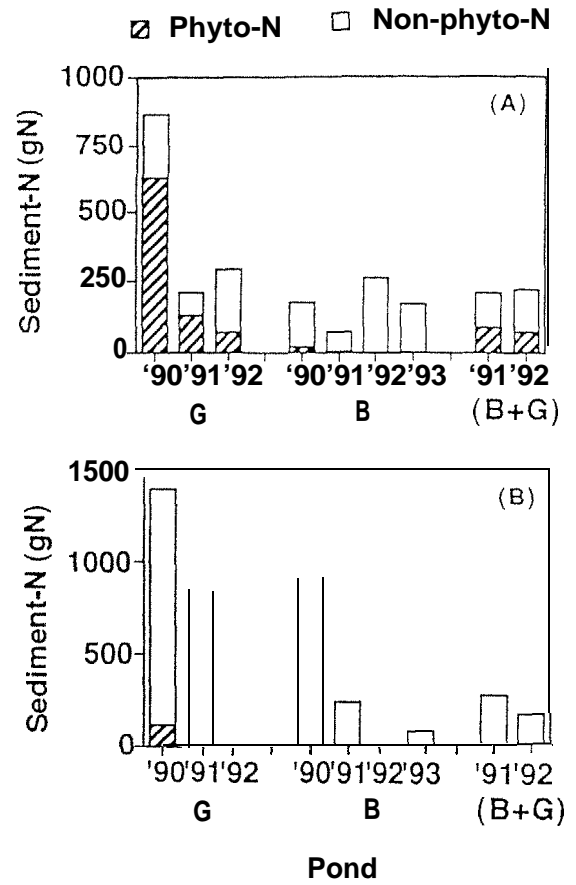 Phyto-N Non-phyto-N
1000
(A)
750
500
250
0
Sediment-N (gN)
‘90‘91‘92 ‘90‘91‘92‘93 ‘91‘92
G B (B+G)
1500
(B)
1000
500
0
Sediment-N (gN)
'90'91'92 '90'91'92'93 '91'92
G B (B+G)
Pond